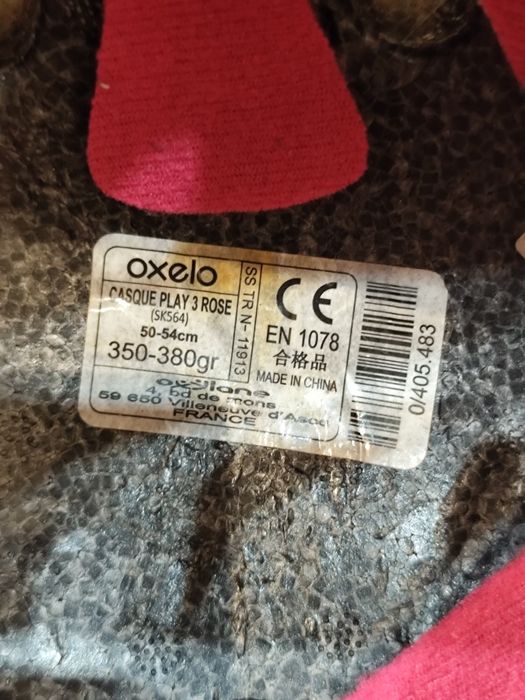 oxelo
CASQUE PLAY 3 ROSE
(SK564)
50-54cm
350-380gr
SS TR N- 11913
CE
EN 1078
合格品
MADE IN CHINA
oxylane
4, bd de mons
59 650 Villeneuve d'Ascq
FRANCE
0/405.483